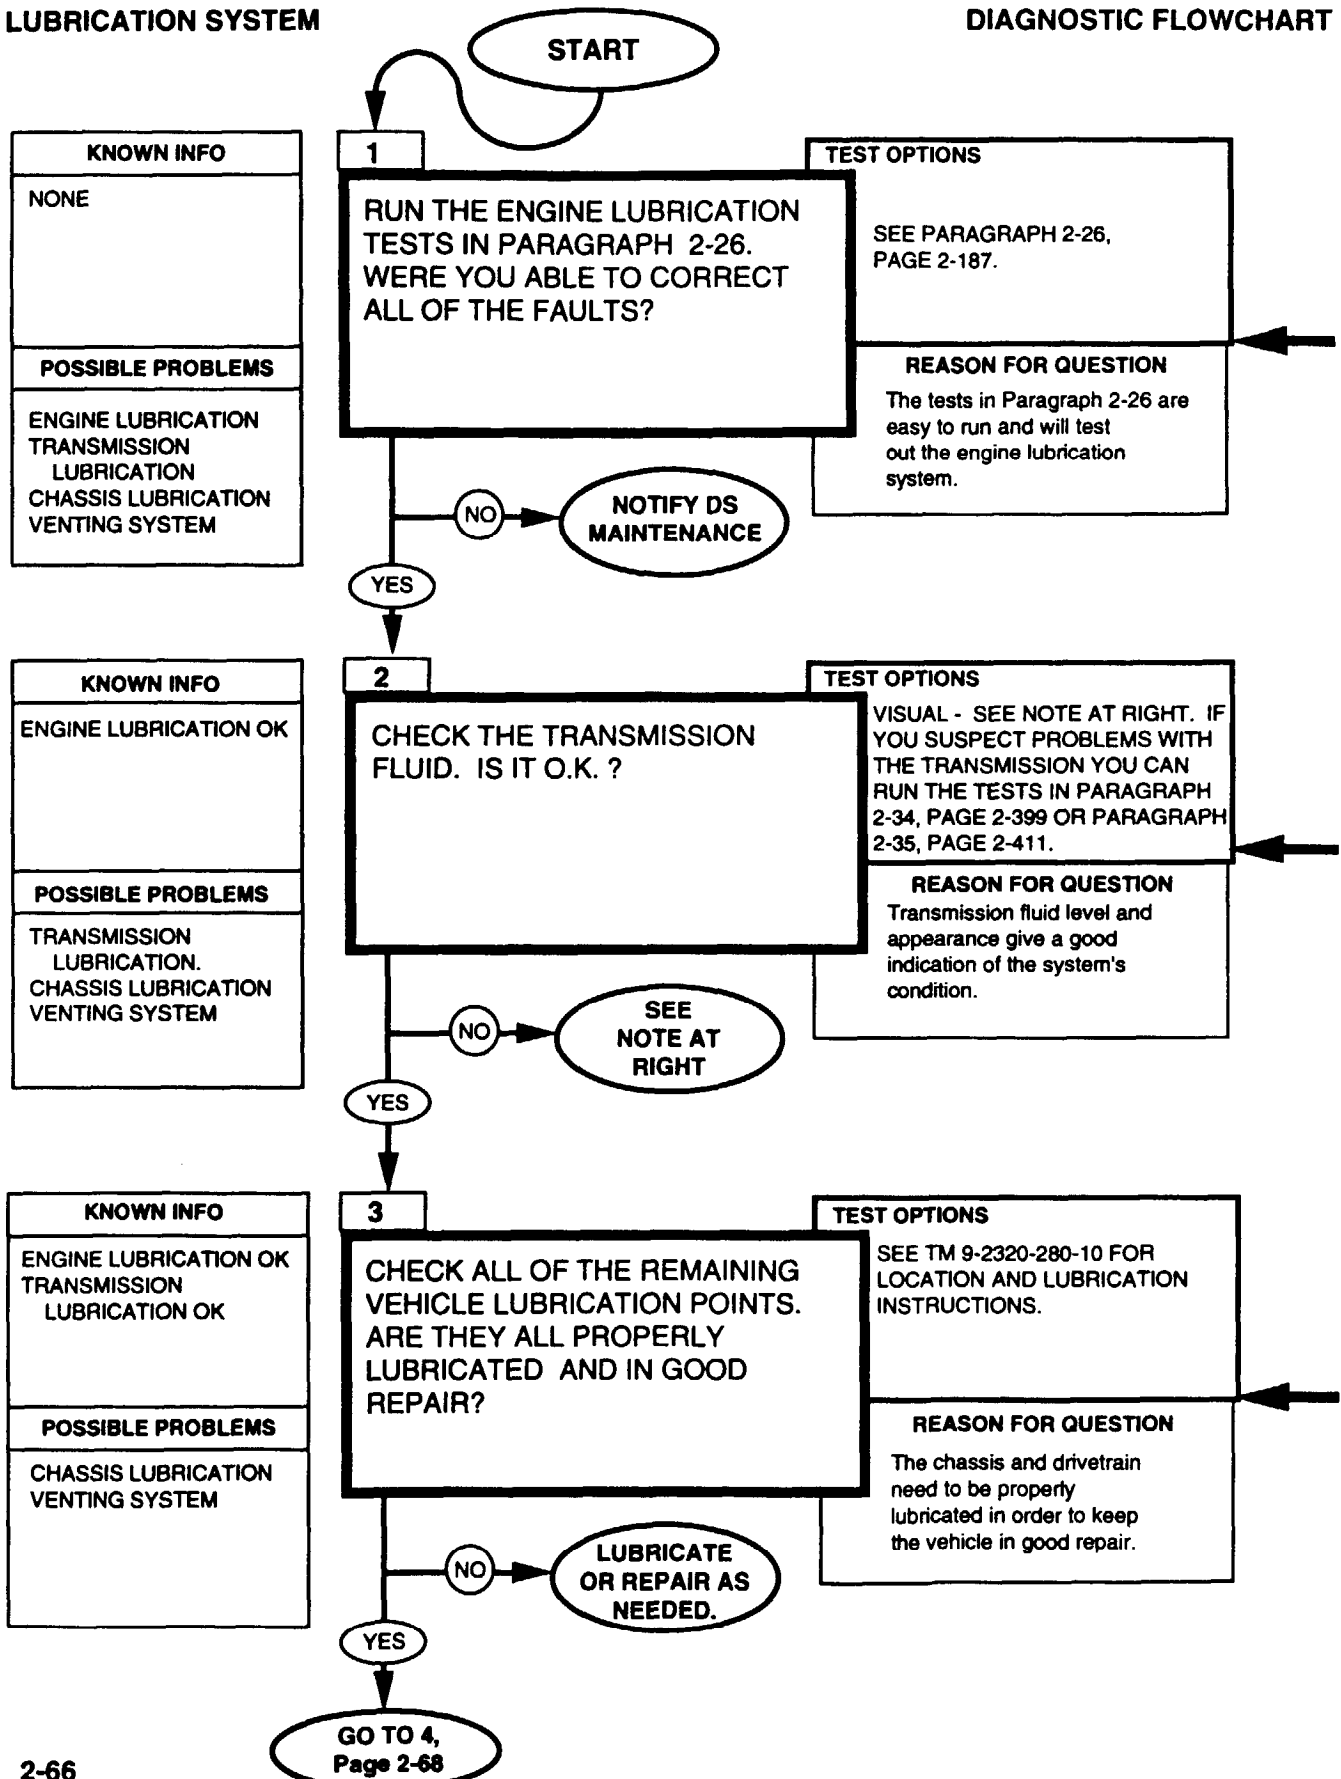 LUBRICATION SYSTEM
DIAGNOSTIC FLOWCHART
START
KNOWN INFO
NONE
POSSIBLE PROBLEMS
ENGINE LUBRICATION
TRANSMISSION
LUBRICATION
CHASSIS LUBRICATION
VENTING SYSTEM
1
RUN THE ENGINE LUBRICATION
TESTS IN PARAGRAPH 2-26.
WERE YOU ABLE TO CORRECT
ALL OF THE FAULTS?
TEST OPTIONS
SEE PARAGRAPH 2-26,
PAGE 2-187.
REASON FOR QUESTION
The tests in Paragraph 2-26 are
easy to run and will test
out the engine lubrication
system.
NO
NOTIFY DS
MAINTENANCE
YES
KNOWN INFO
ENGINE LUBRICATION OK
POSSIBLE PROBLEMS
TRANSMISSION
LUBRICATION.
CHASSIS LUBRICATION
VENTING SYSTEM
2
CHECK THE TRANSMISSION
FLUID. IS IT O.K. ?
TEST OPTIONS
VISUAL - SEE NOTE AT RIGHT. IF
YOU SUSPECT PROBLEMS WITH
THE TRANSMISSION YOU CAN
RUN THE TESTS IN PARAGRAPH
2-34, PAGE 2-399 OR PARAGRAPH
2-35, PAGE 2-411.
REASON FOR QUESTION
Transmission fluid level and
appearance give a good
indication of the system's
condition.
NO
SEE
NOTE AT
RIGHT
YES
KNOWN INFO
ENGINE LUBRICATION OK
TRANSMISSION
LUBRICATION OK
POSSIBLE PROBLEMS
CHASSIS LUBRICATION
VENTING SYSTEM
3
CHECK ALL OF THE REMAINING
VEHICLE LUBRICATION POINTS.
ARE THEY ALL PROPERLY
LUBRICATED AND IN GOOD
REPAIR?
TEST OPTIONS
SEE TM 9-2320-280-10 FOR
LOCATION AND LUBRICATION
INSTRUCTIONS.
REASON FOR QUESTION
The chassis and drivetrain
need to be properly
lubricated in order to keep
the vehicle in good repair.
NO
LUBRICATE
OR REPAIR AS
NEEDED.
YES
GO TO 4,
Page 2-68
2-66